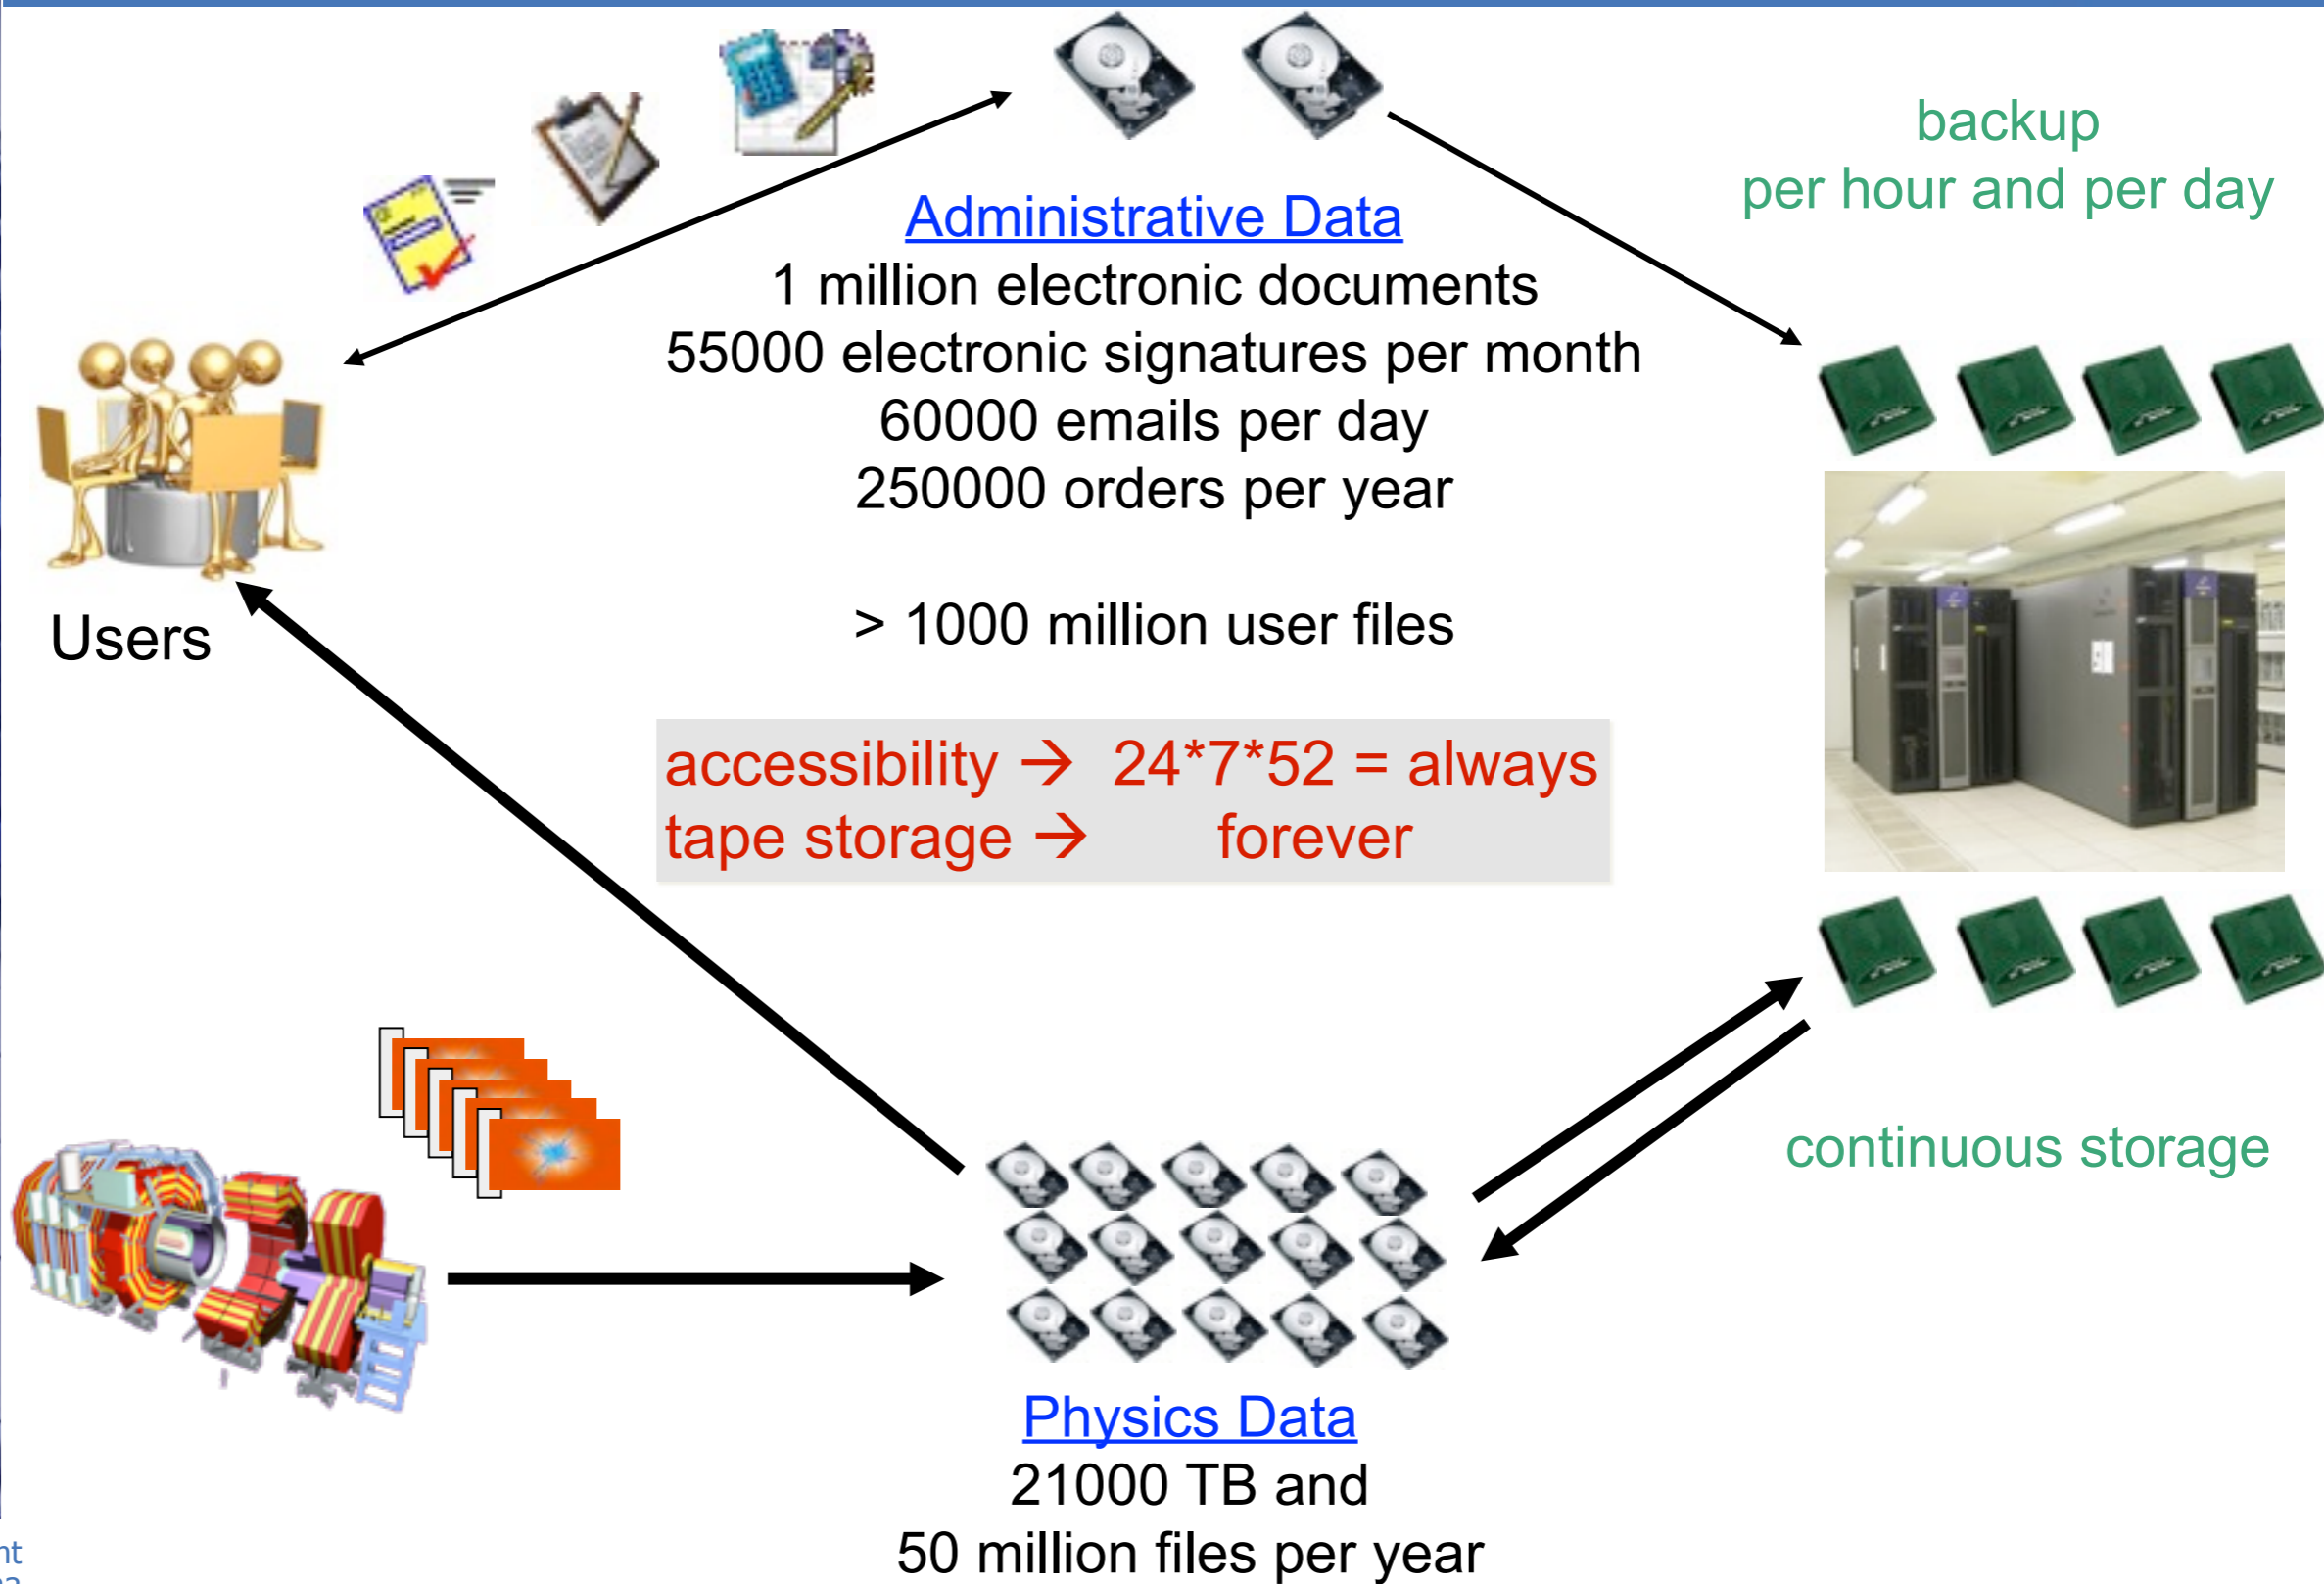 backup
per hour and per day
Administrative Data
1 million electronic documents
55000 electronic signatures per month
60000 emails per day
250000 orders per year
> 1000 million user files
Users
accessibility → 24*7*52 = always
tape storage → forever
continuous storage
Physics Data
21000 TB and
50 million files per year
nt